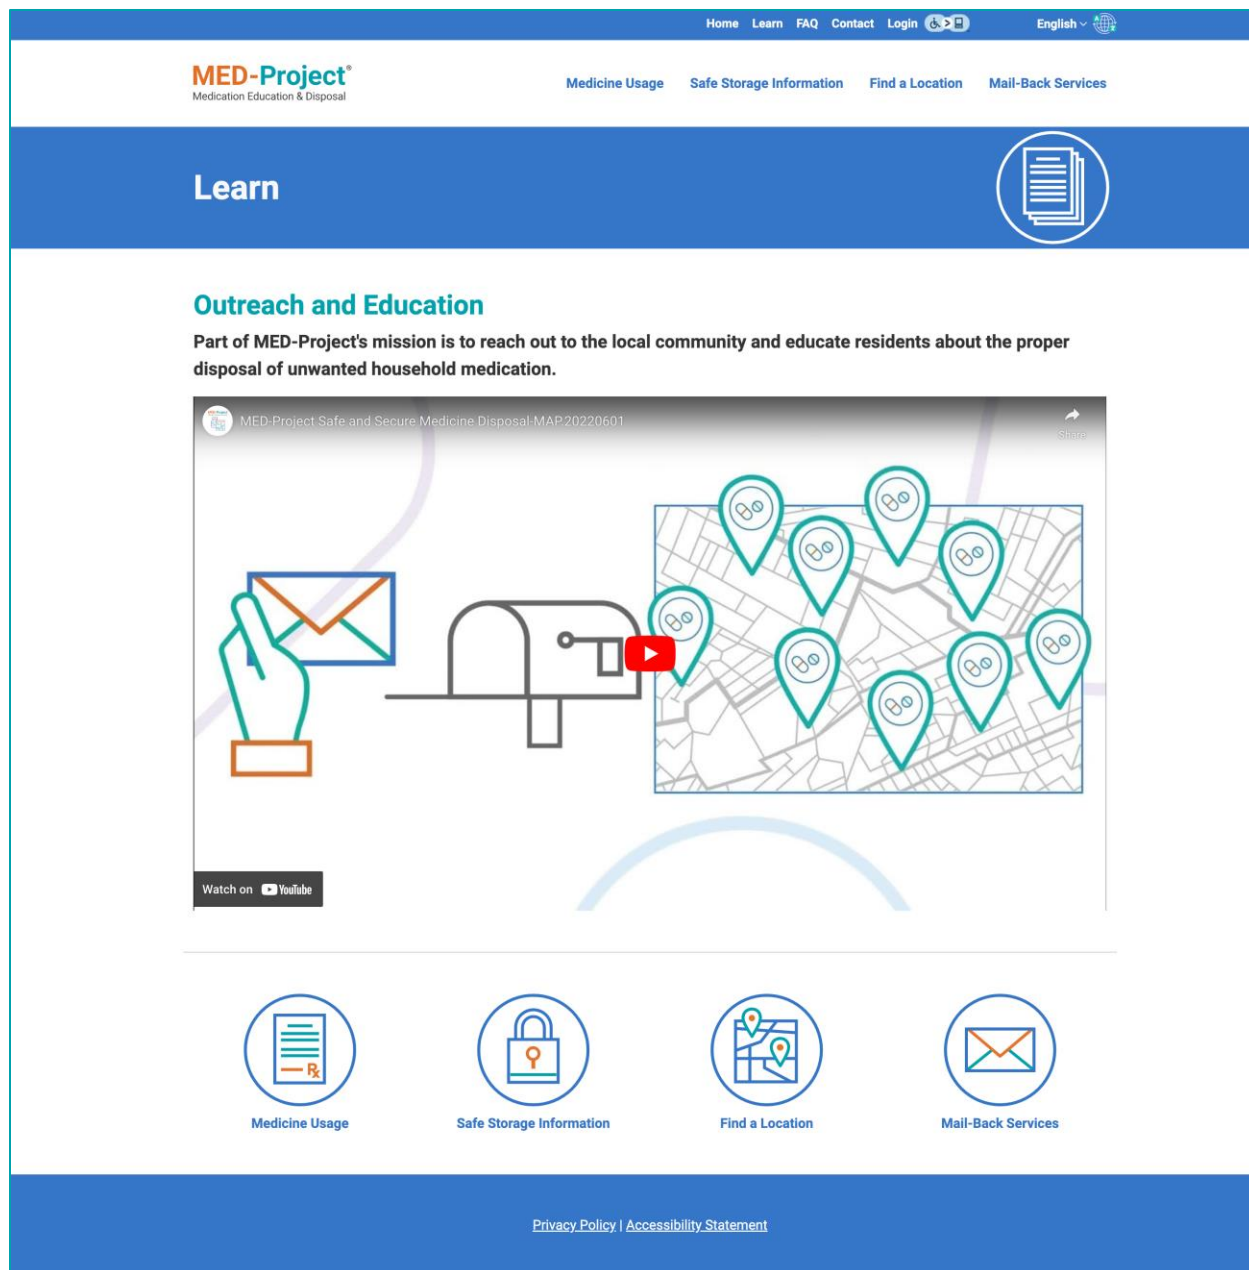 Home Learn FAQ Contact Login English
MED-Project®
Medication Education & Disposal
Medicine Usage Safe Storage Information Find a Location Mail-Back Services
Learn
Outreach and Education
Part of MED-Project's mission is to reach out to the local community and educate residents about the proper
disposal of unwanted household medication.
MED-Project Safe and Secure Medicine Disposal-MAP.20220601
Share
Watch on YouTube
Rx
Medicine Usage Safe Storage Information Find a Location Mail-Back Services
Privacy Policy | Accessibility Statement